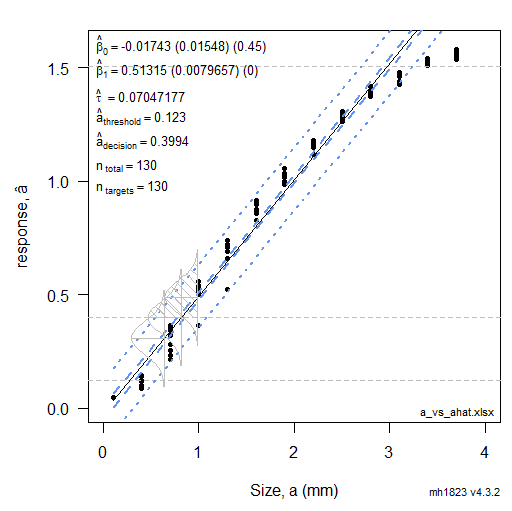 β̂0 = -0.01743 (0.01548) (0.45)
β̂1 = 0.51315 (0.0079657) (0)
τ̂ = 0.07047177
âthreshold = 0.123
âdecision = 0.3994
n total = 130
n targets = 130
1.5
1.0
0.5
0.0
response, â
a_vs_ahat.xlsx
0 1 2 3 4
Size, a (mm)
mh1823 v4.3.2